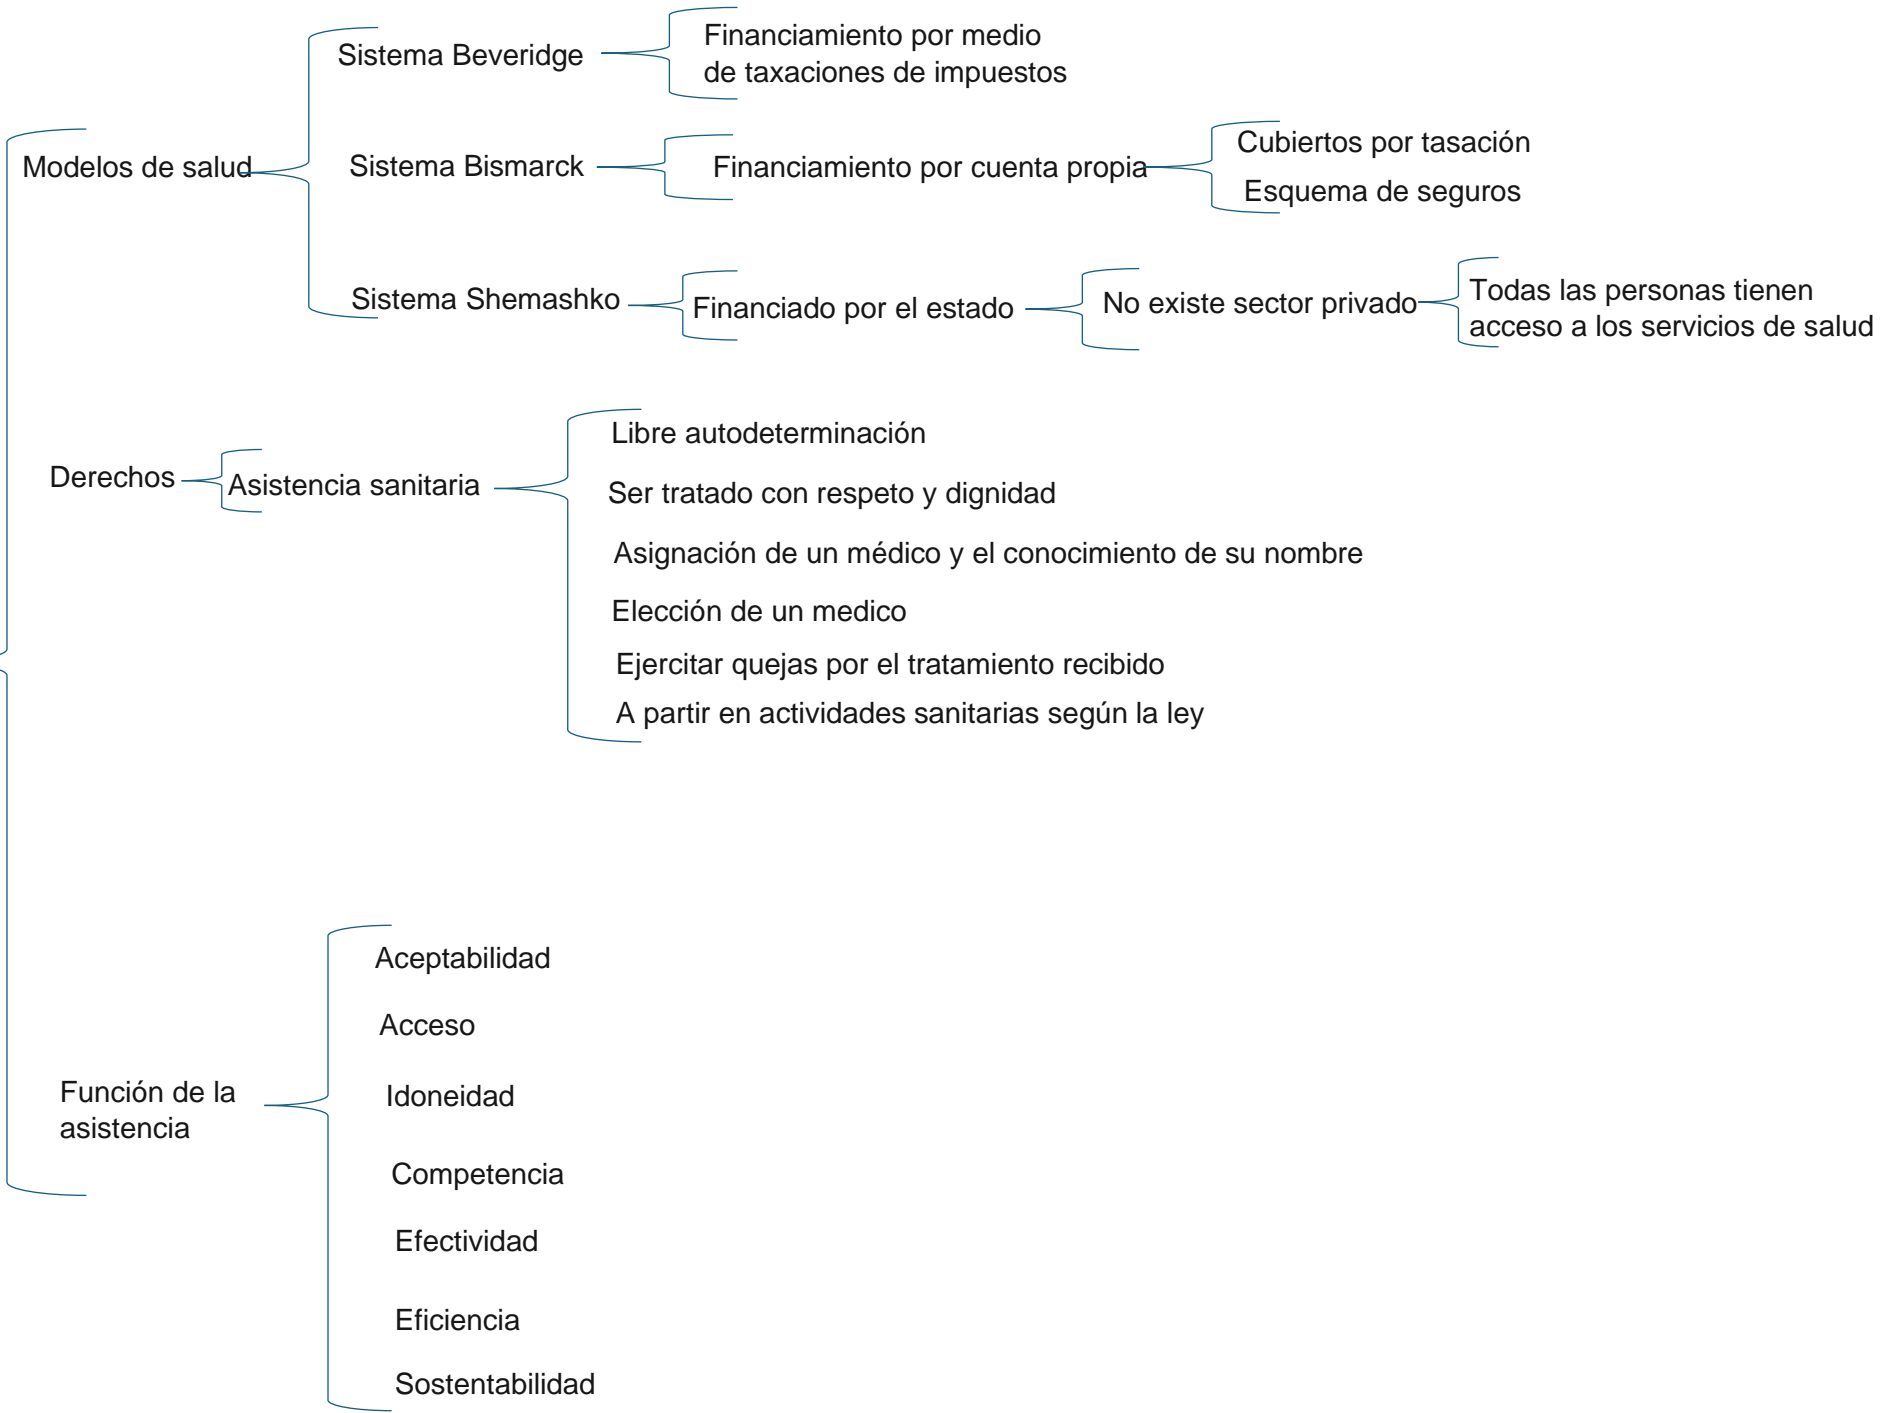 Modelos de salud
Sistema Beveridge
Financiamiento por medio
de taxaciones de impuestos
Sistema Bismarck
Financiamiento por cuenta propia
Cubiertos por tasación
Esquema de seguros
Sistema Shemashko
Financiado por el estado
No existe sector privado
Todas las personas tienen
acceso a los servicios de salud
Derechos
Asistencia sanitaria
Libre autodeterminación
Ser tratado con respeto y dignidad
Asignación de un médico y el conocimiento de su nombre
Elección de un medico
Ejercitar quejas por el tratamiento recibido
A partir en actividades sanitarias según la ley
Función de la
asistencia
Aceptabilidad
Acceso
Idoneidad
Competencia
Efectividad
Eficiencia
Sostentabilidad